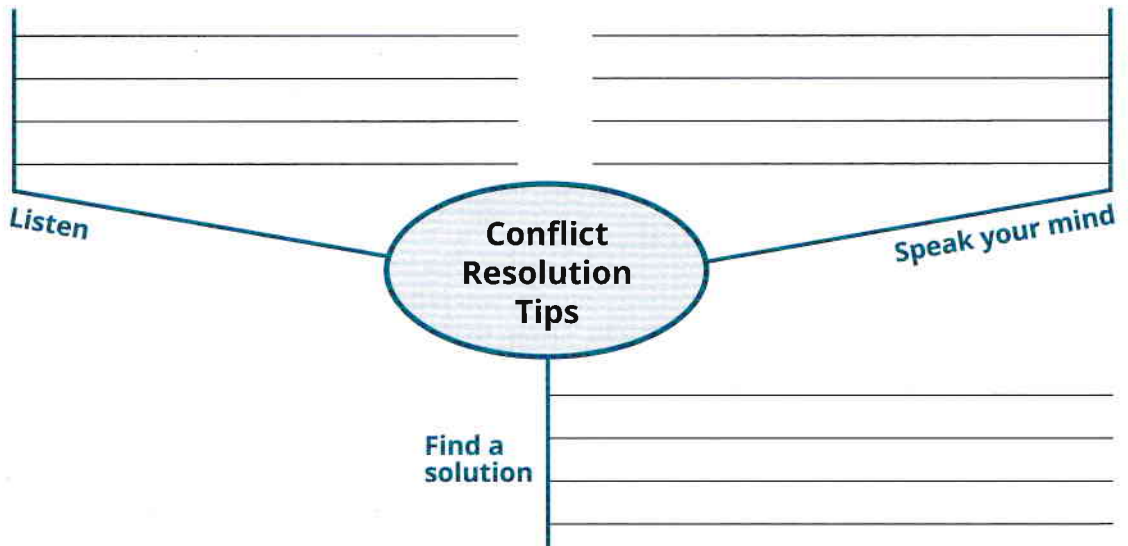 Listen
Conflict
Resolution
Tips
Speak your mind
Find a
solution